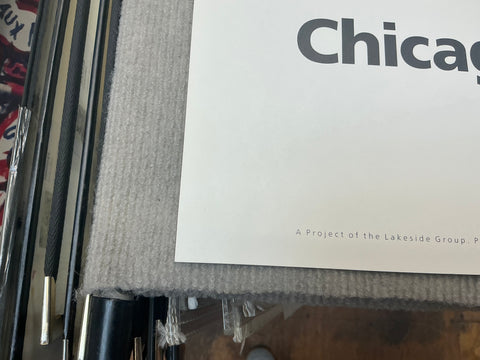 Chicag
A Project of the Lakeside Group. P